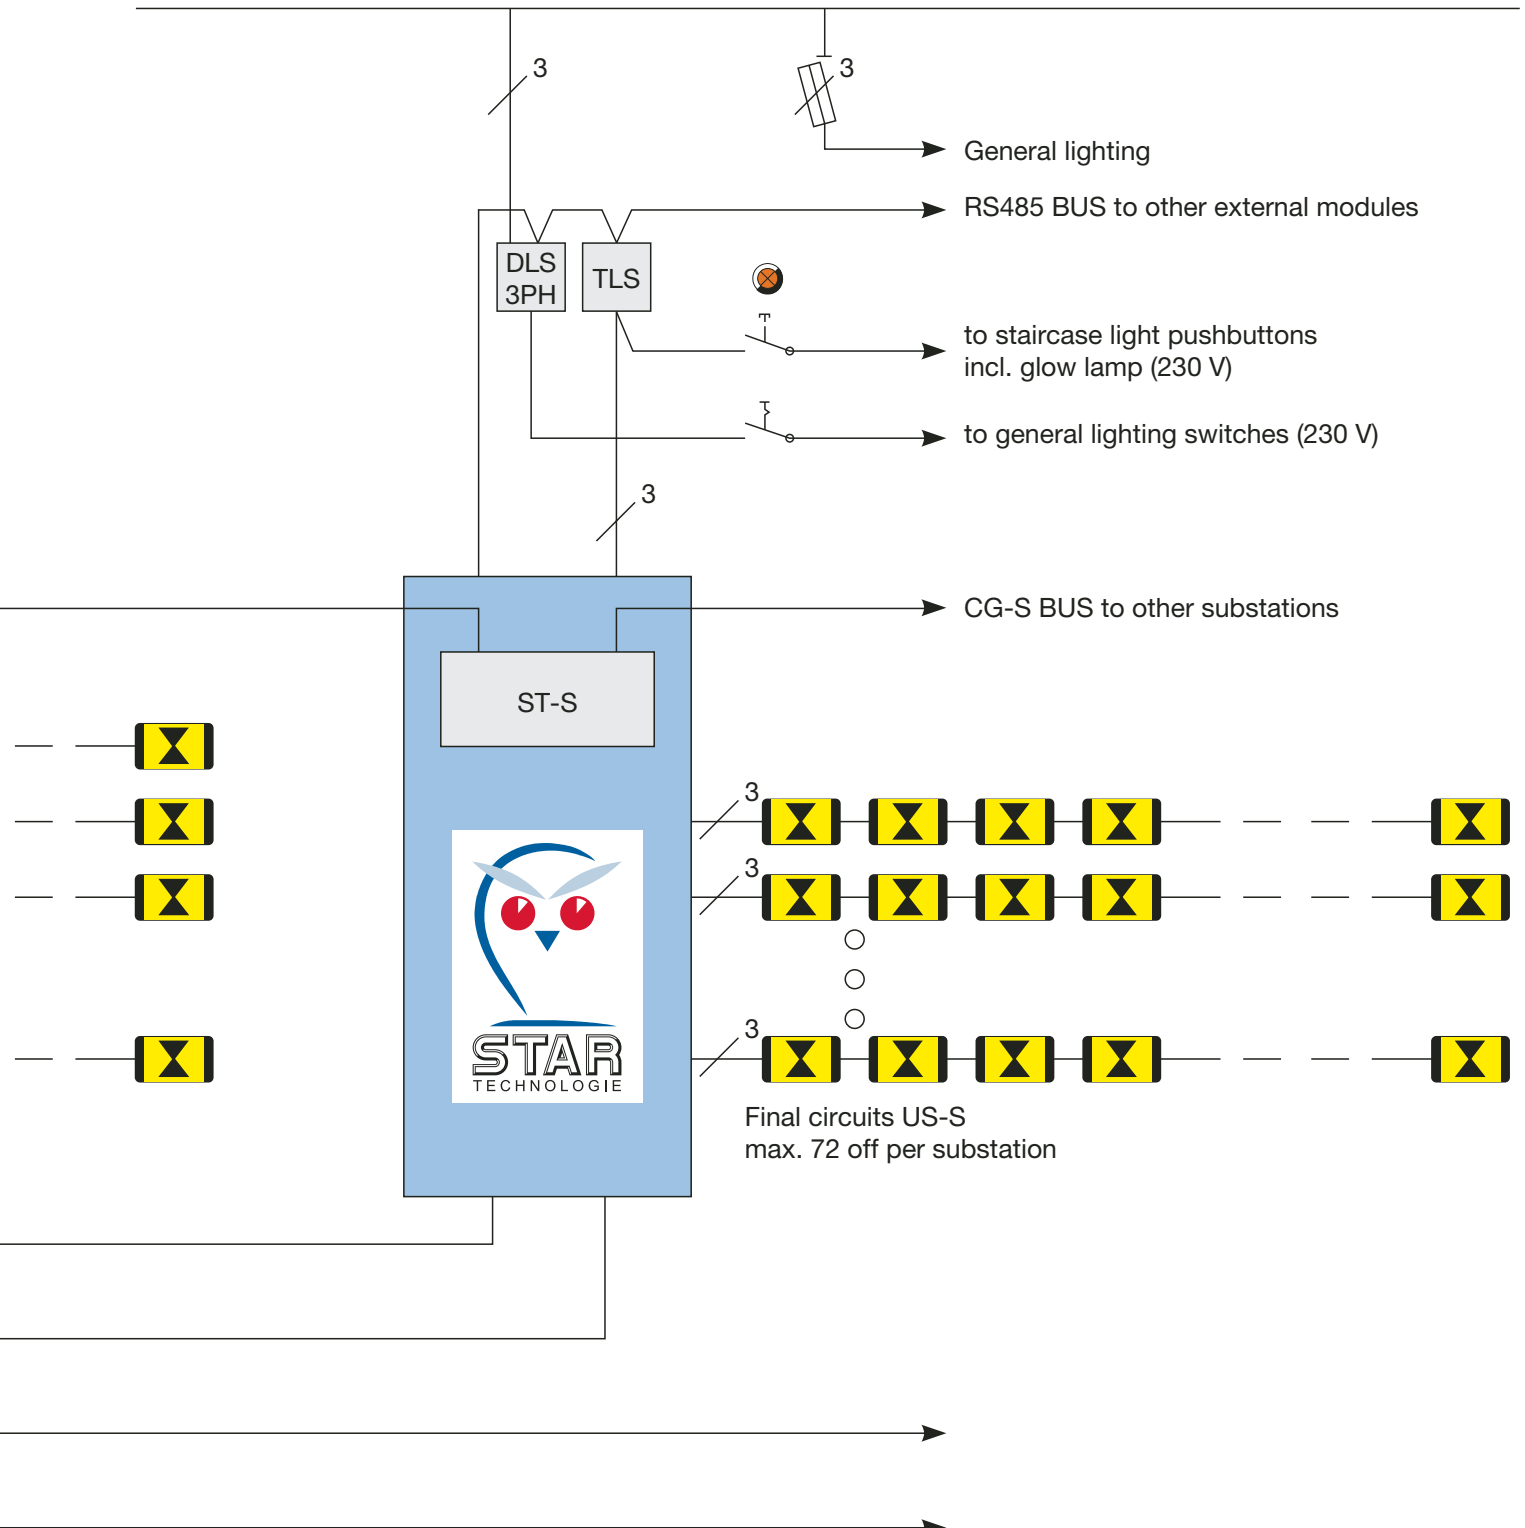 3
3
General lighting
RS485 BUS to other external modules
DLS
3PH
TLS
to staircase light pushbuttons
incl. glow lamp (230 V)
to general lighting switches (230 V)
3
CG-S BUS to other substations
ST-S
3
3
3
STAR
TECHNOLOGIE
Final circuits US-S
max. 72 off per substation